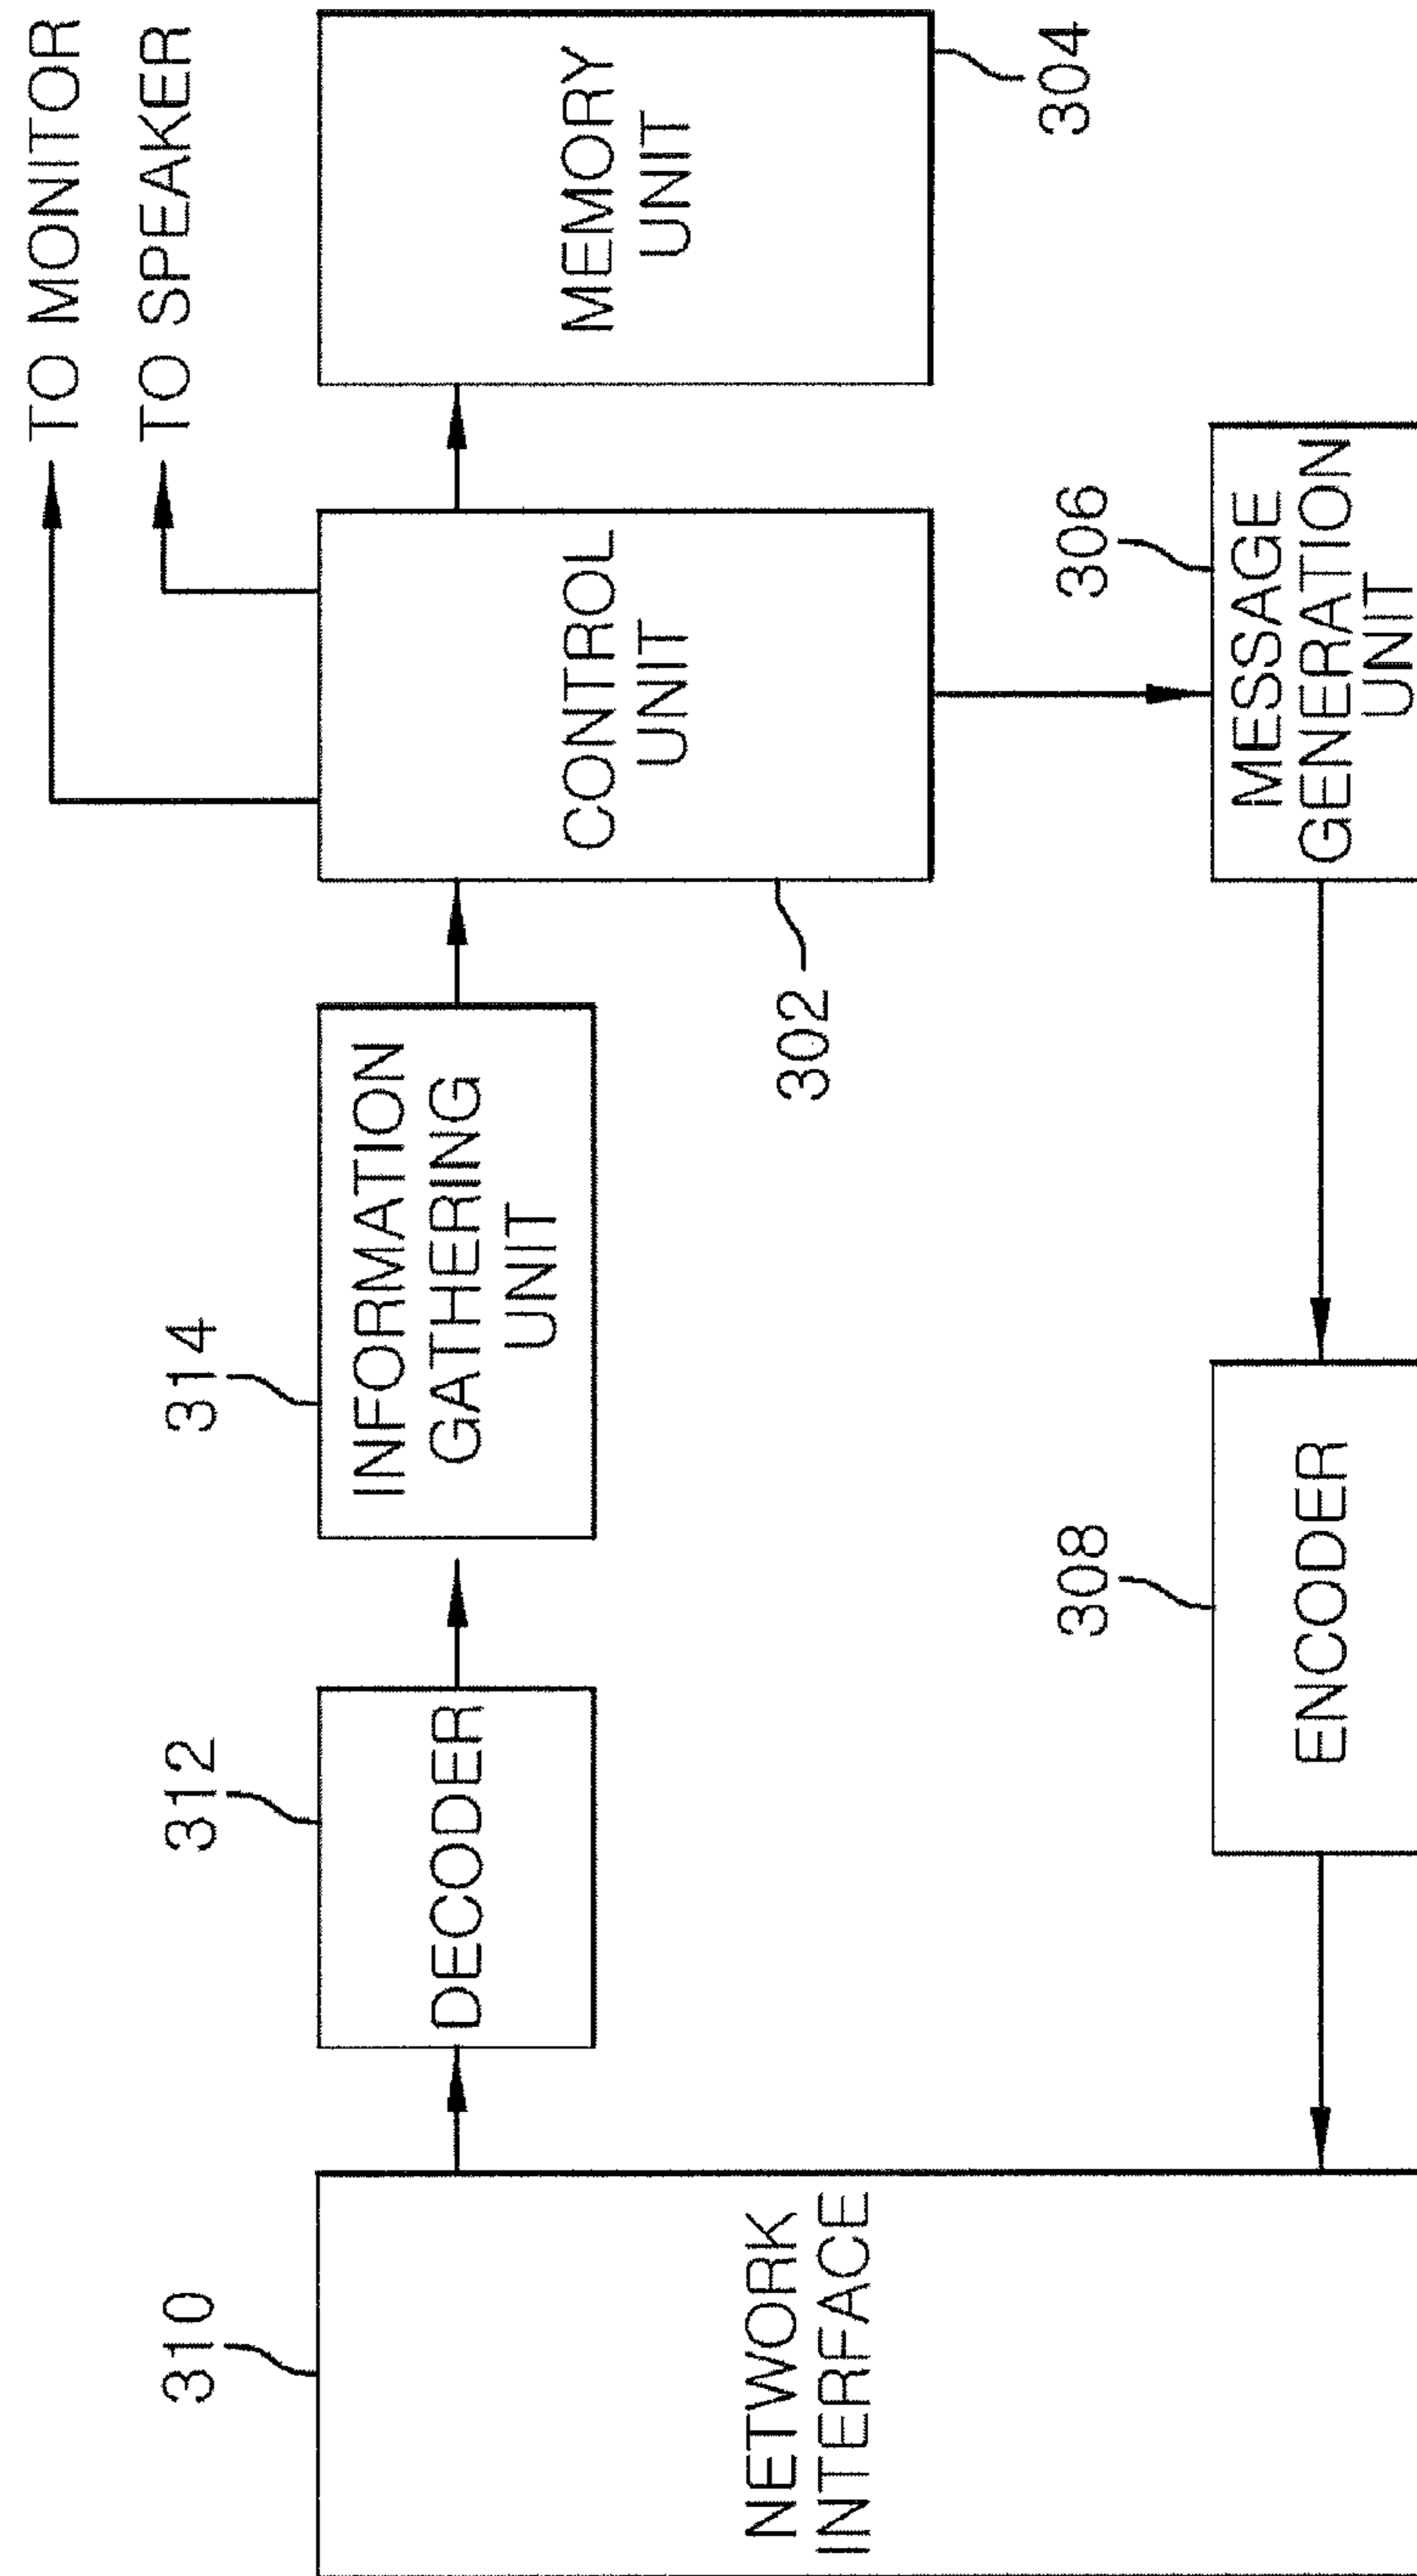 TO MONITOR
TO SPEAKER
310
312
314
NETWORK
INTERFACE
DECODER
INFORMATION
GATHERING
UNIT
CONTROL
UNIT
MEMORY
UNIT
302
304
308
306
ENCODER
MESSAGE
GENERATION
UNIT